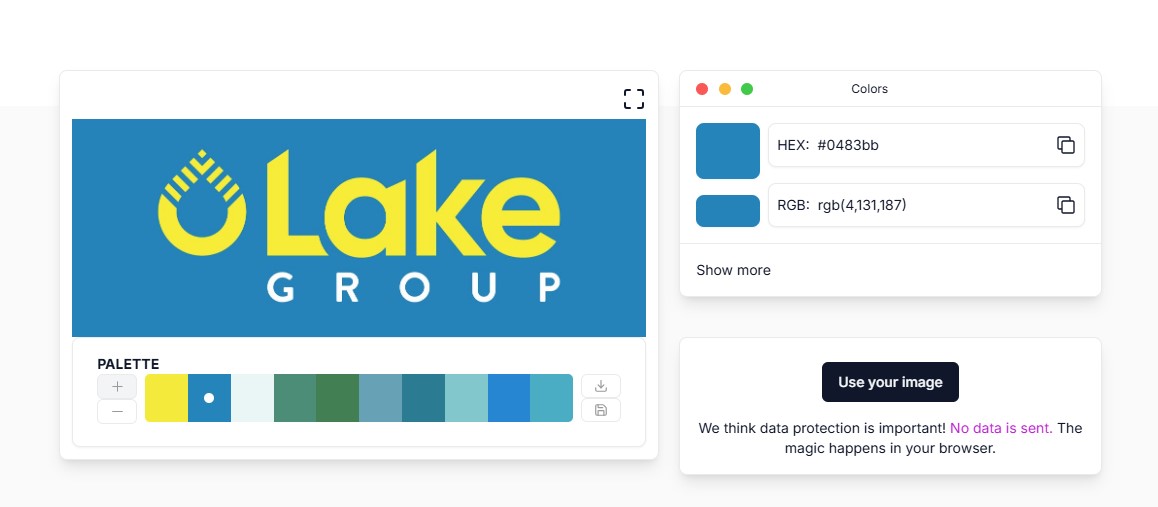 Lake
GROUP
PALETTE
Colors
HEX: #0483bb
RGB: rgb(4,131,187)
Show more
Use your image
We think data protection is important! No data is sent. The
magic happens in your browser.